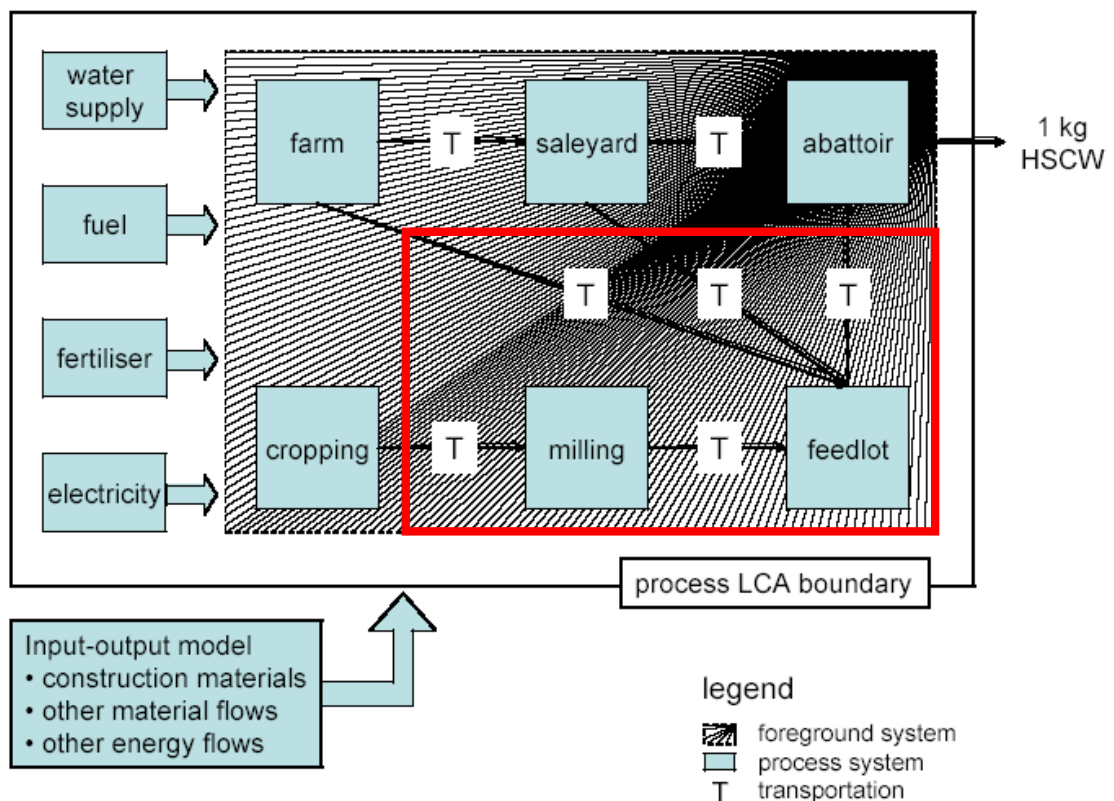 water
supply
farm
T
saleyard
T
abattoir
1 kg
HSCW
fuel
T
T
T
fertiliser
cropping
T
milling
T
feedlot
electricity
process LCA boundary
Input-output model
• construction materials
• other material flows
• other energy flows
legend
foreground system
process system
T transportation